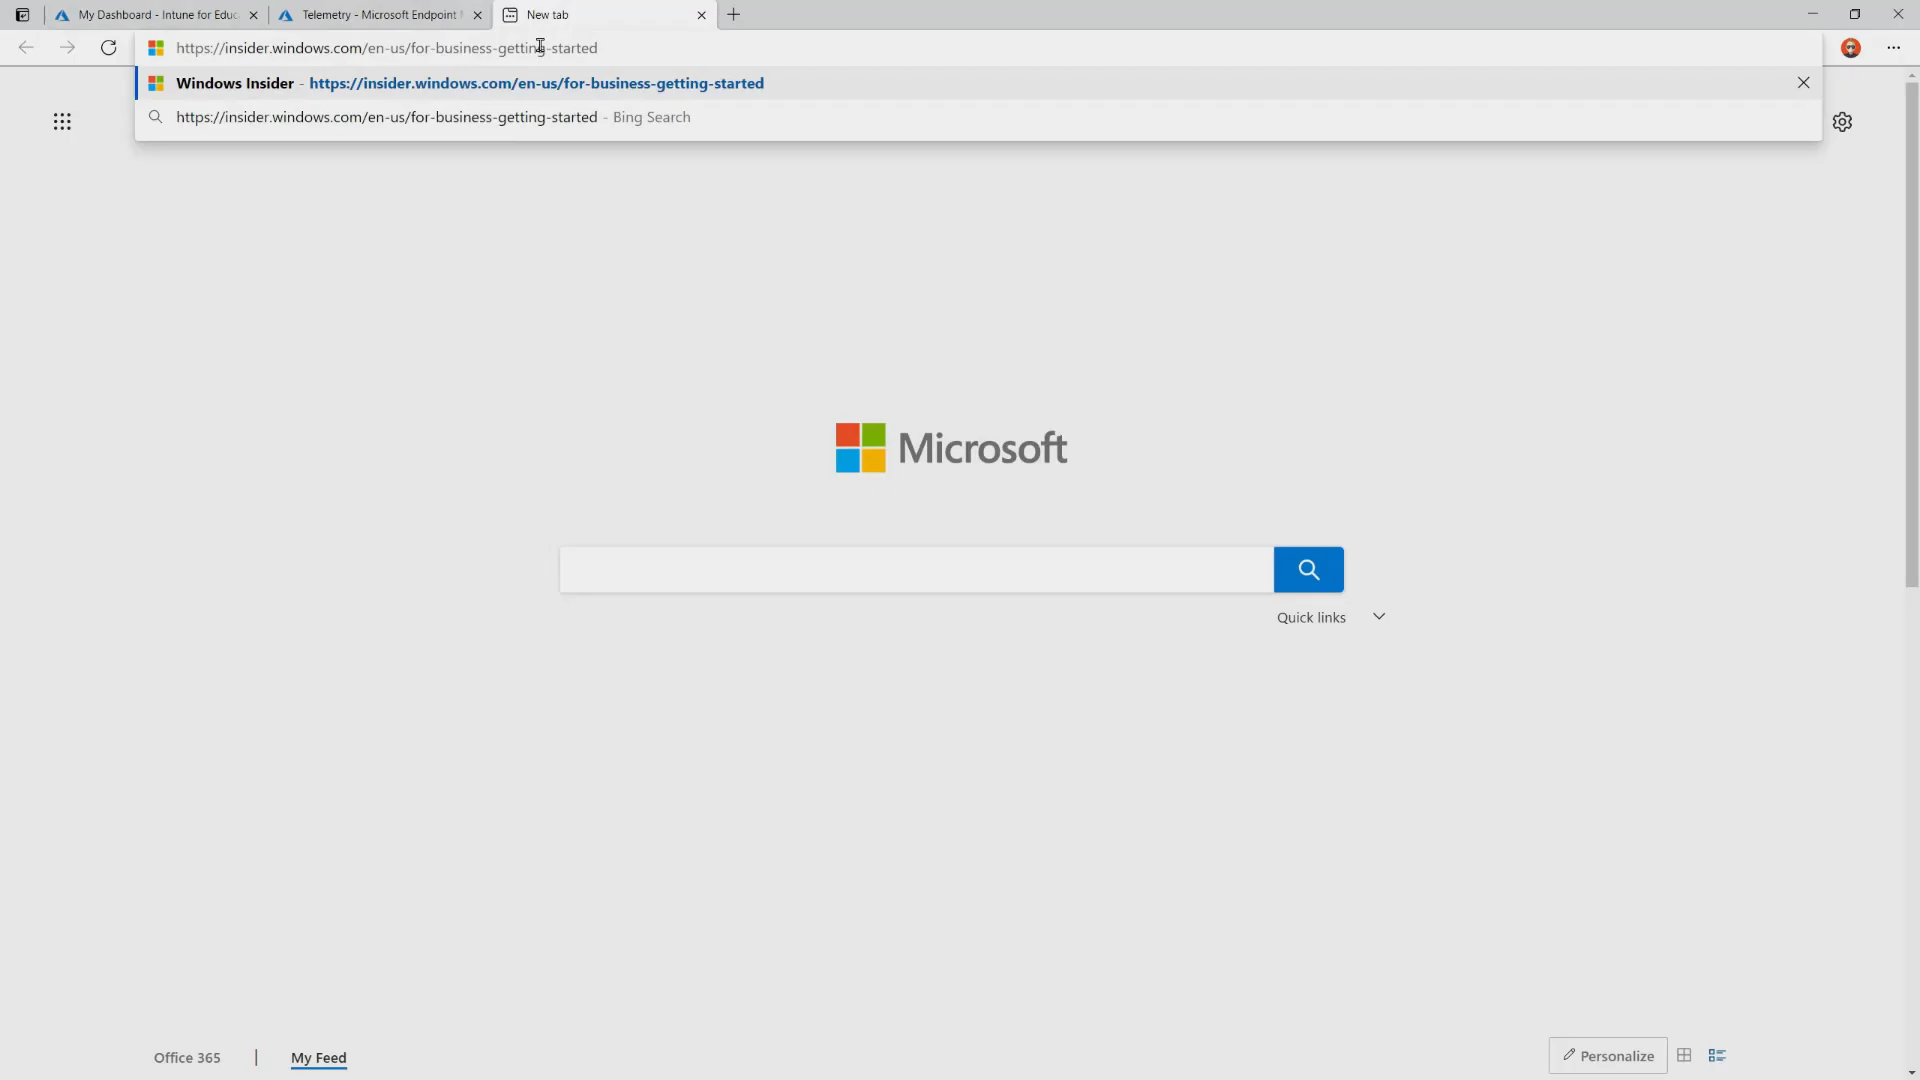 My Dashboard - Intune for Educ
Telemetry - Microsoft Endpoint
New tab
https://insider.windows.com/en-us/for-business-getting-started
Windows Insider - https://insider.windows.com/en-us/for-business-getting-started
https://insider.windows.com/en-us/for-business-getting-started - Bing Search
Microsoft
Quick links
Office 365 | My Feed
Personalize